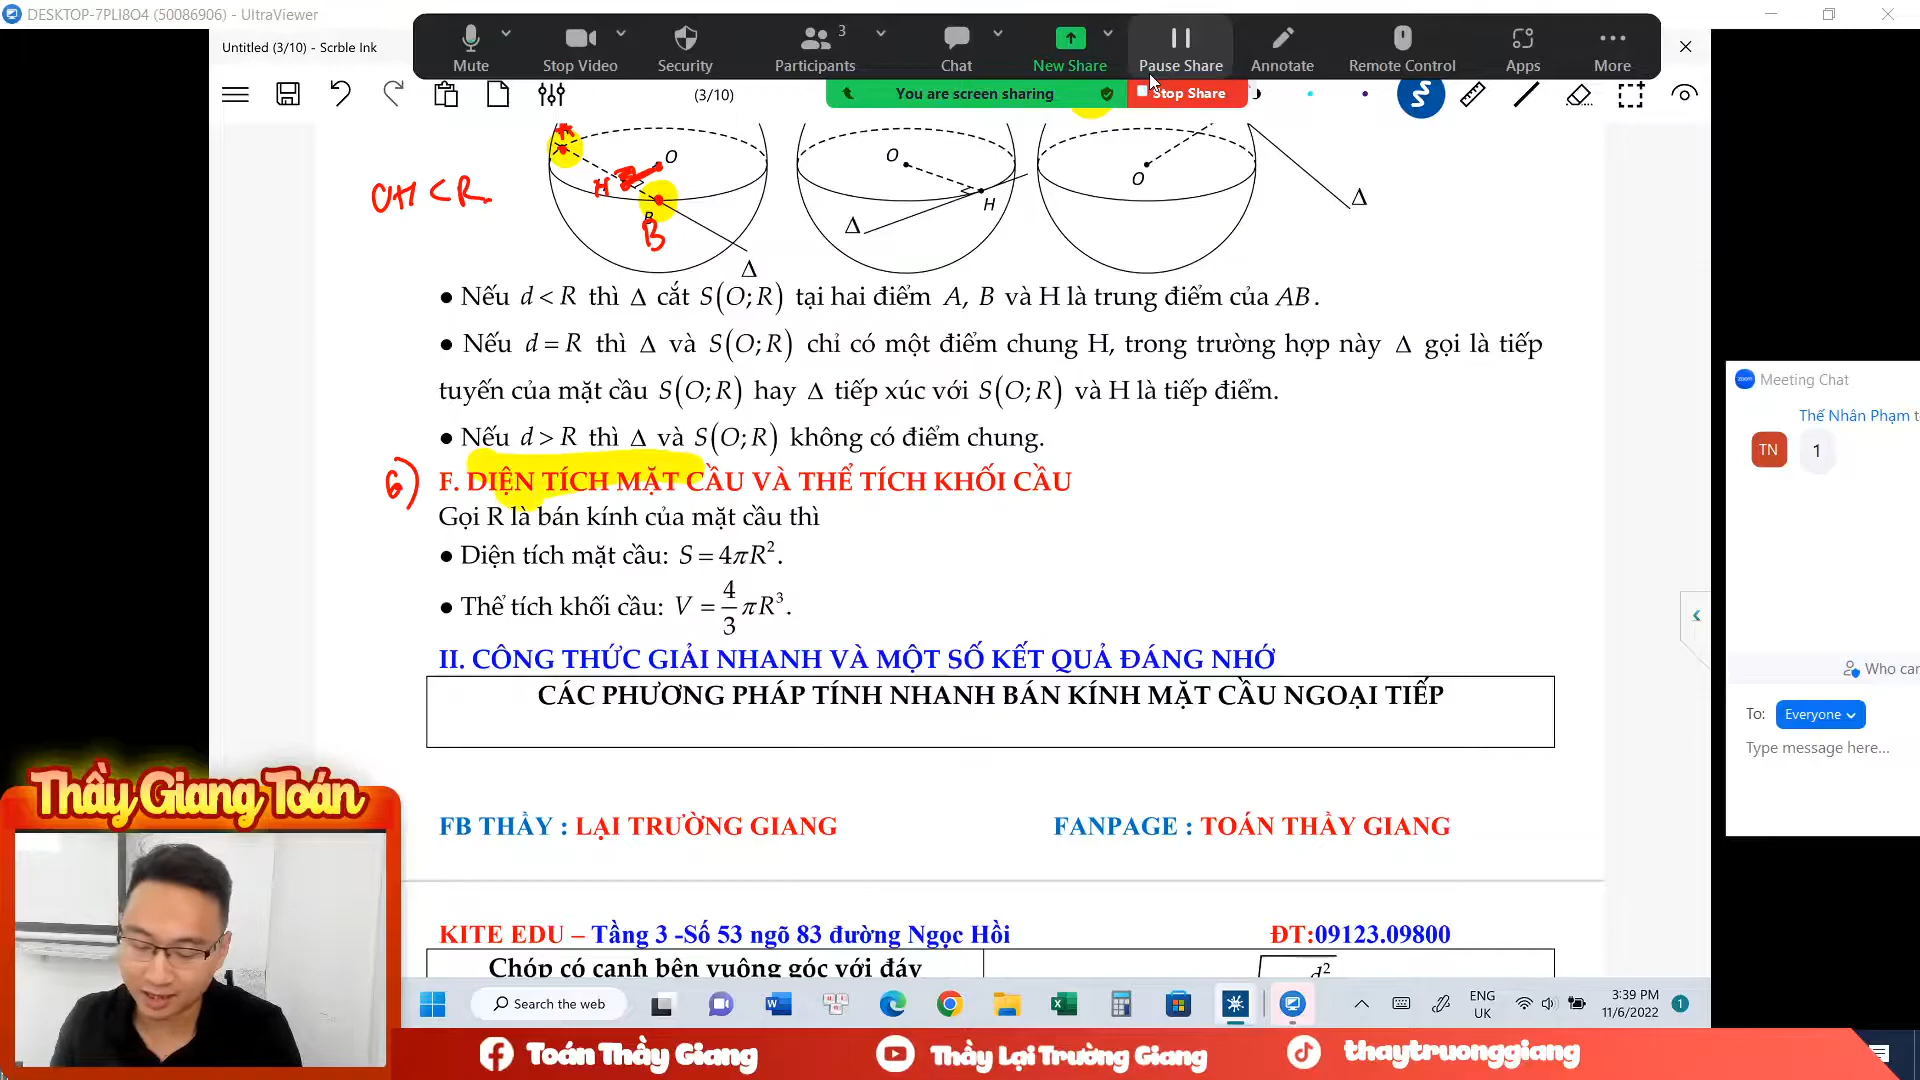 DESKTOP-7PLI8O4 (50086906) - UltraViewer
Untitled (3/10) - Scrble Ink
Mute
Stop Video
Security
Participants
3
Chat
New Share
Pause Share
Annotate
Remote Control
Apps
More
(3/10)
You are screen sharing
Stop Share
O
H
B
B
Δ
O
H
Δ
O
Δ
OH < R
● Nếu d < R thì Δ cắt S(O;R) tại hai điểm A, B và H là trung điểm của AB.
● Nếu d = R thì Δ và S(O;R) chỉ có một điểm chung H, trong trường hợp này Δ gọi là tiếp
tuyến của mặt cầu S(O;R) hay Δ tiếp xúc với S(O;R) và H là tiếp điểm.
● Nếu d > R thì Δ và S(O;R) không có điểm chung.
6)
F. DIỆN TÍCH MẶT CẦU VÀ THỂ TÍCH KHỐI CẦU
Gọi R là bán kính của mặt cầu thì
● Diện tích mặt cầu: S = 4πR².
● Thể tích khối cầu: V = 4/3 πR³.
II. CÔNG THỨC GIẢI NHANH VÀ MỘT SỐ KẾT QUẢ ĐÁNG NHỚ
CÁC PHƯƠNG PHÁP TÍNH NHANH BÁN KÍNH MẶT CẦU NGOẠI TIẾP
FB THẦY : LẠI TRƯỜNG GIANG
FANPAGE : TOÁN THẦY GIANG
KITE EDU – Tầng 3 -Số 53 ngõ 83 đường Ngọc Hồi
ĐT:09123.09800
Chóp có cạnh bên vuông góc với đáy
d²
Meeting Chat
Thế Nhân Phạm t
TN
1
Who can
To:
Everyone
Type message here...
Thầy Giang Toán
Search the web
ENG
UK
3:39 PM
11/6/2022
1
Toán Thầy Giang
Thầy Lại Trường Giang
thaytruonggiang